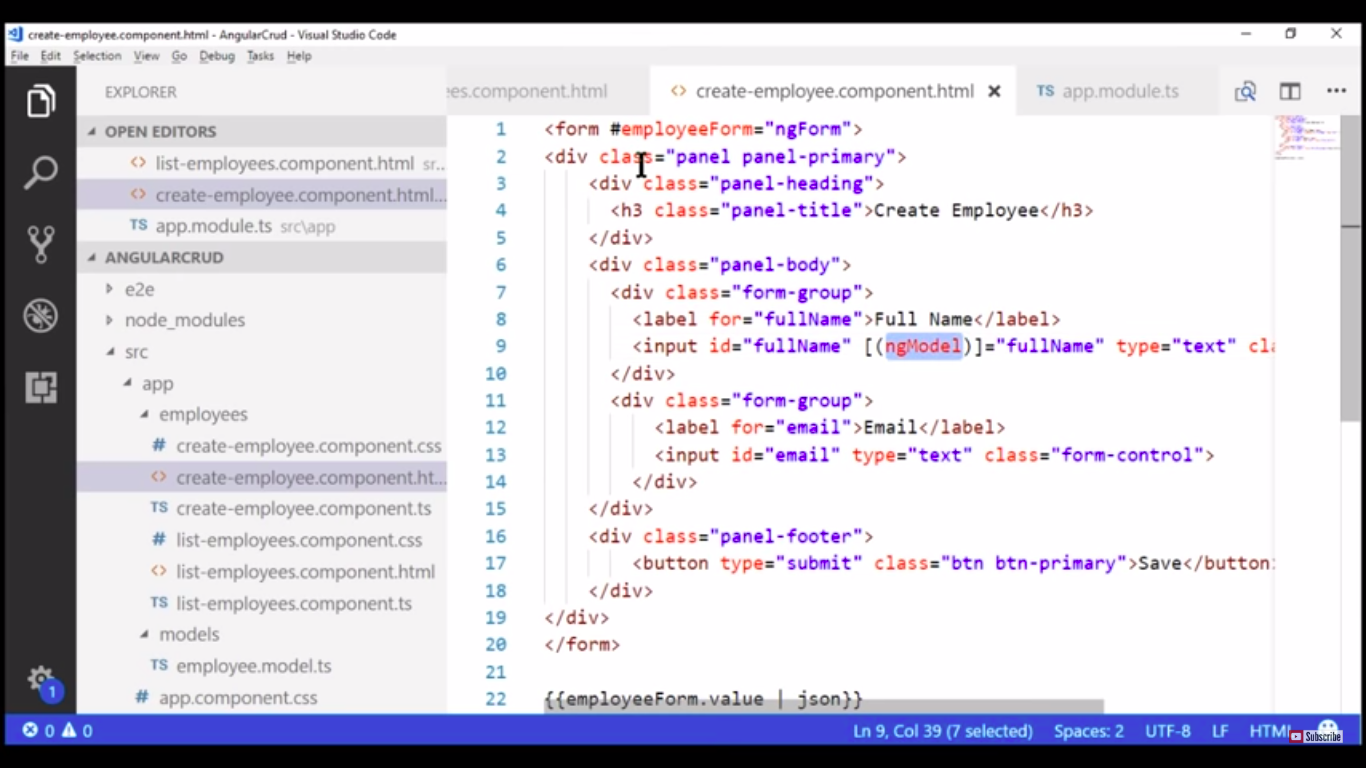 create-employee.component.html - AngularCrud - Visual Studio Code
File Edit Selection View Go Debug Tasks Help
EXPLORER
es.component.html
create-employee.component.html
TS app.module.ts
OPEN EDITORS
list-employees.component.html sr...
create-employee.component.html...
TS app.module.ts src\app
ANGULARCRUD
e2e
node_modules
src
app
employees
# create-employee.component.css
create-employee.component.ht...
TS create-employee.component.ts
# list-employees.component.css
list-employees.component.html
TS list-employees.component.ts
models
TS employee.model.ts
# app.component.css
1 <form #employeeForm="ngForm">
2 <div class="panel panel-primary">
3 <div class="panel-heading">
4 <h3 class="panel-title">Create Employee</h3>
5 </div>
6 <div class="panel-body">
7 <div class="form-group">
8 <label for="fullName">Full Name</label>
9 <input id="fullName" [(ngModel)]="fullName" type="text" cla
10 </div>
11 <div class="form-group">
12 <label for="email">Email</label>
13 <input id="email" type="text" class="form-control">
14 </div>
15 </div>
16 <div class="panel-footer">
17 <button type="submit" class="btn btn-primary">Save</button>
18 </div>
19 </div>
20 </form>
21
22 {{employeeForm.value | json}}
1
0 0
Ln 9, Col 39 (7 selected) Spaces: 2 UTF-8 LF HTML
Subscribe